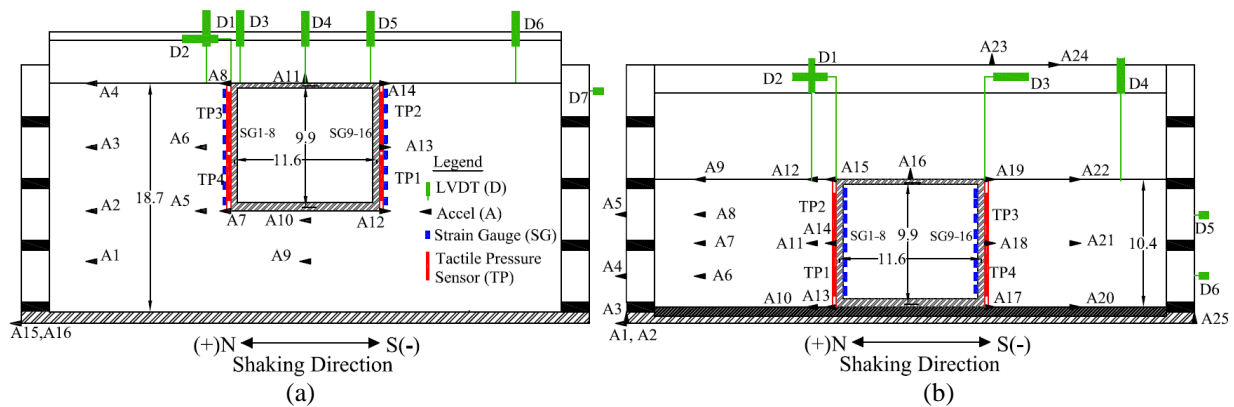 D1 D3 D4 D5 D6
D2
A8 A11 A14
A4
TP3 TP2
D7
A3 A6 SG1-8 9.9 SG9-16 A13
11.6
18.7
TP4 TP1
A2 A5 A7 A10 A12
A1 A9
Legend
LVDT (D)
Accel (A)
Strain Gauge (SG)
Tactile Pressure
Sensor (TP)
A15,A16
(+)N S(-)
Shaking Direction
(a)
A23 A24
D1
D2 D3 D4
A9 A12 A15 A16 A19 A22
TP2 TP3
A5 A8
A14 SG1-8 9.9 SG9-16
D5
A7 A11 A18 A21 10.4
11.6
A4 A6 TP1 TP4 D6
A3 A10 A13 A17 A20
A1, A2 A25
(+)N S(-)
Shaking Direction
(b)